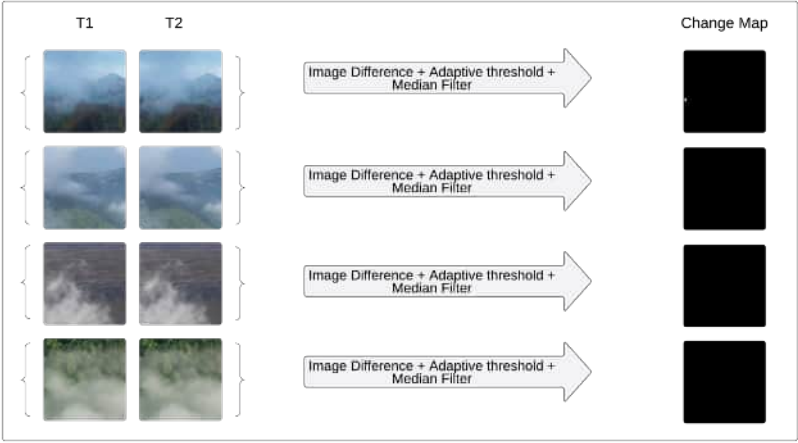 T1 T2 Change Map
Image Difference + Adaptive threshold +
Median Filter
Image Difference + Adaptive threshold +
Median Filter
Image Difference + Adaptive threshold +
Median Filter
Image Difference + Adaptive threshold +
Median Filter